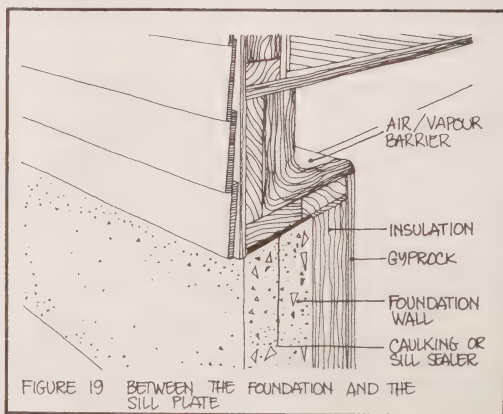 AIR/VAPOUR
BARRIER
INSULATION
GYPROCK
FOUNDATION
WALL
CAULKING OR
SILL SEALER
FIGURE 19 BETWEEN THE FOUNDATION AND THE
SILL PLATE